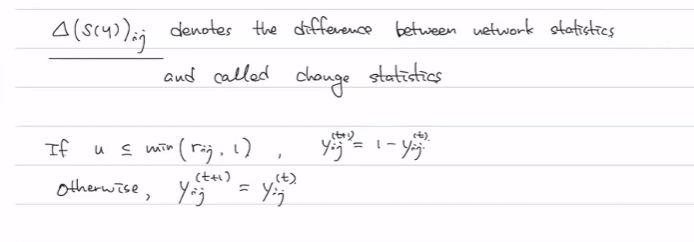 Δ(S(y))ij denotes the difference between network statistics
and called change statistics
If u ≤ min(rij, 1), yij^(t+1) = 1 - yij^(t).
otherwise, yij^(t+1) = yij^(t)